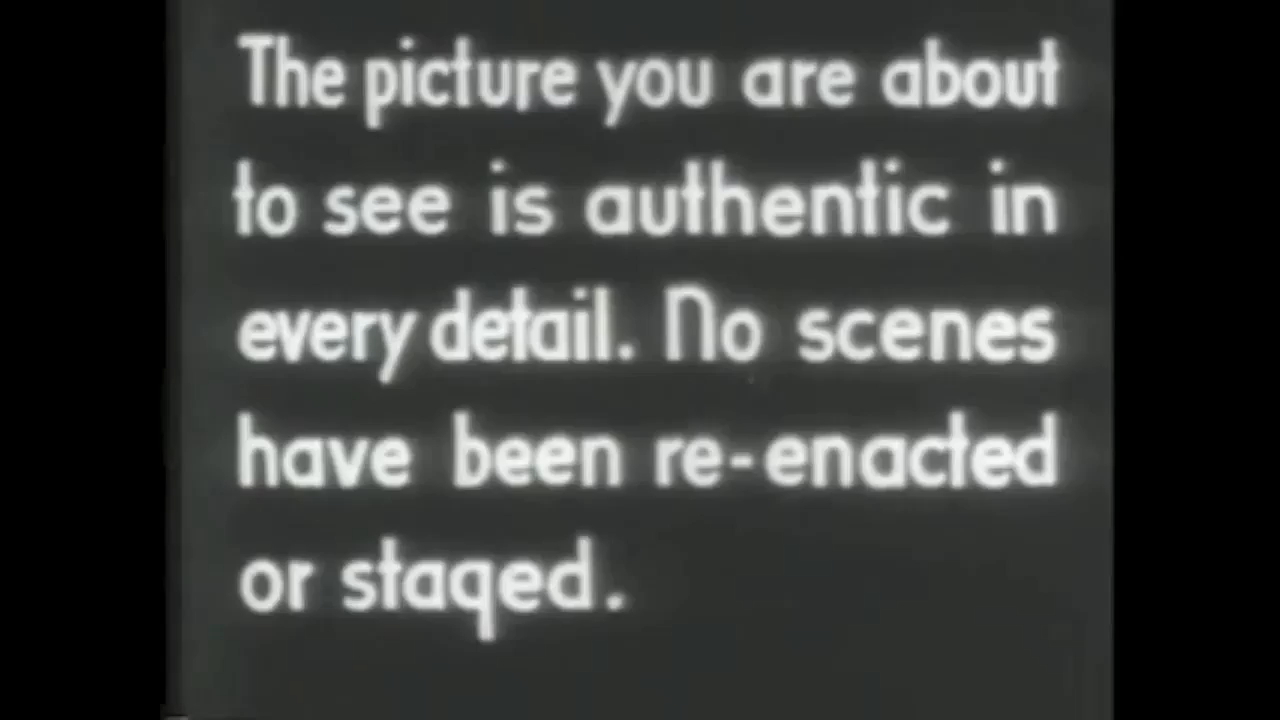 The picture you are about
to see is authentic in
every detail. No scenes
have been re-enacted
or staged.